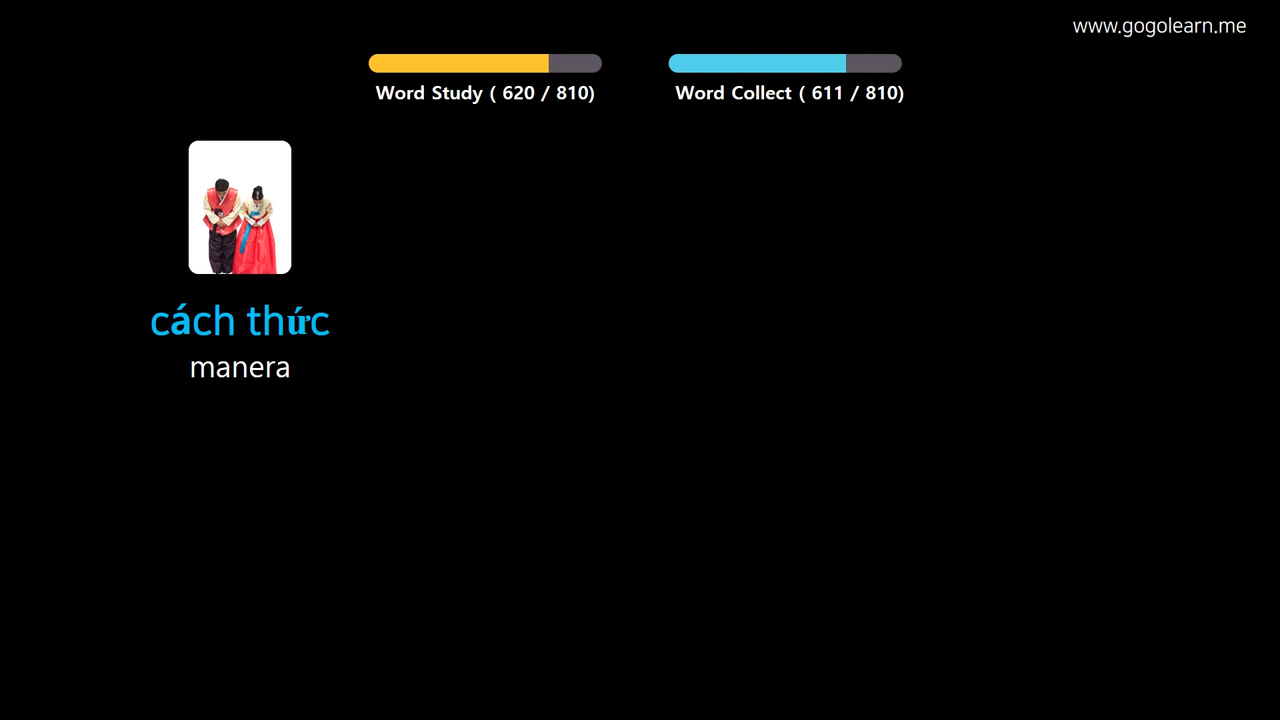 www.gogolearn.me
Word Study ( 620 / 810)
Word Collect ( 611 / 810)
cách thức
manera